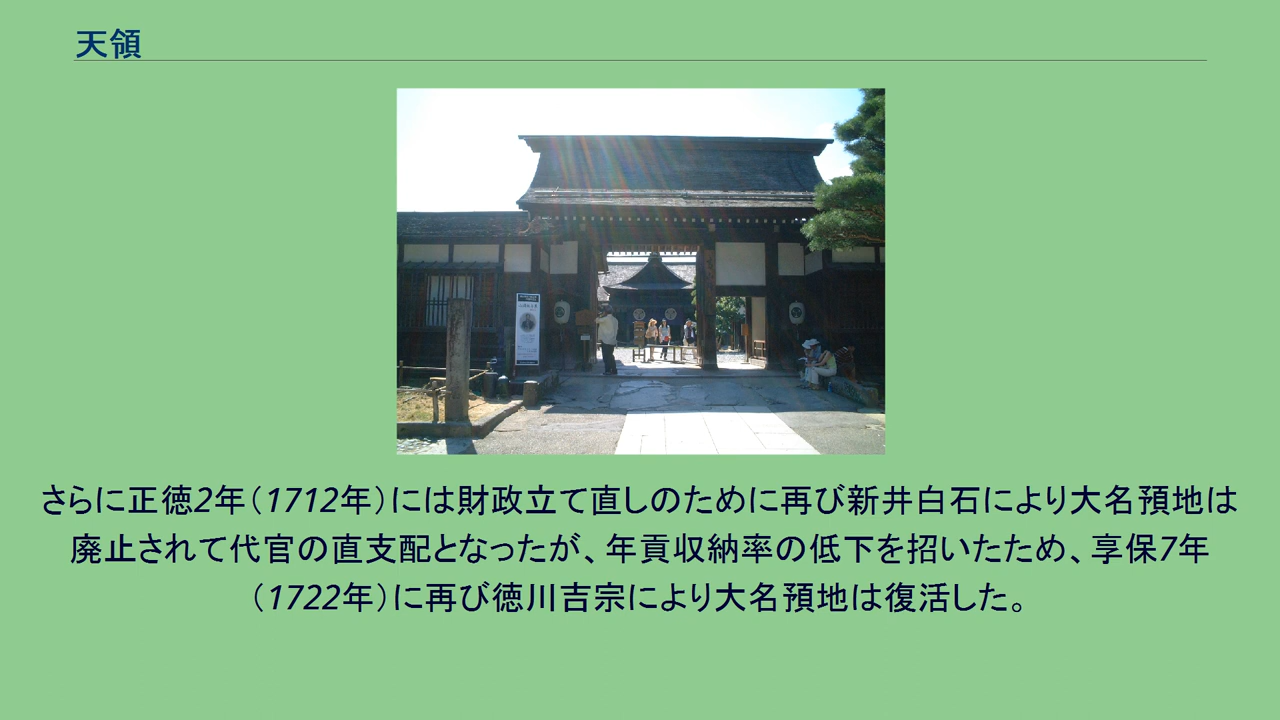 天領
さらに正徳2年（1712年）には財政立て直しのために再び新井白石により大名預地は
廃止されて代官の直支配となったが、年貢収納率の低下を招いたため、享保7年
（1722年）に再び徳川吉宗により大名預地は復活した。